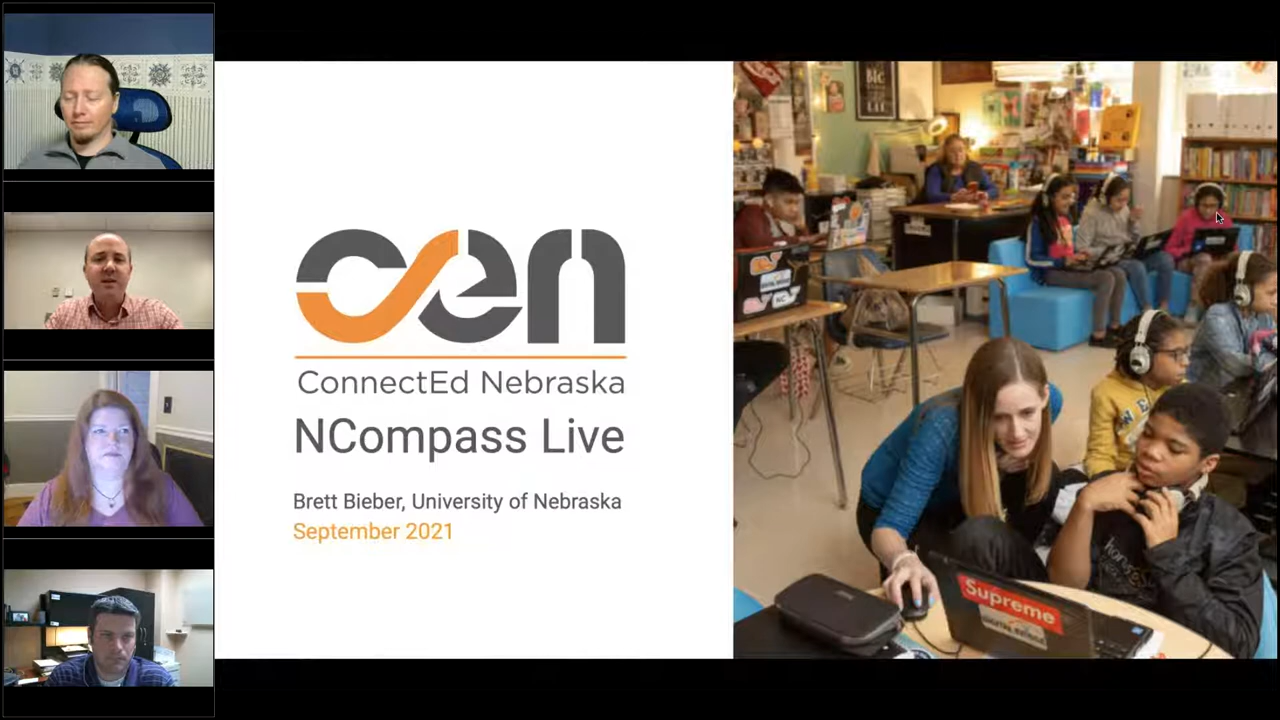 cen
ConnectEd Nebraska
NCompass Live
Brett Bieber, University of Nebraska
September 2021
Supreme